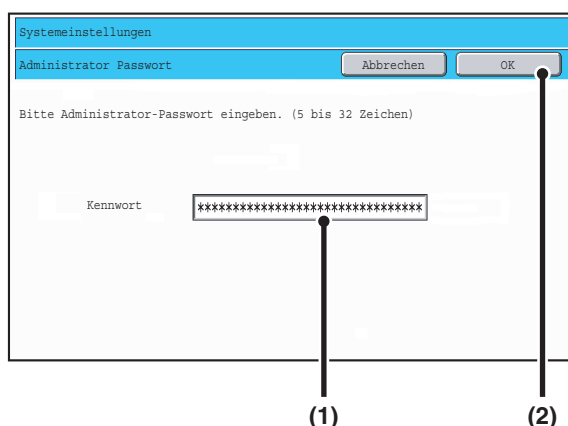 Systemeinstellungen
Administrator Passwort Abbrechen OK
Bitte Administrator-Passwort eingeben. (5 bis 32 Zeichen)
Kennwort ********************************
(1) (2)